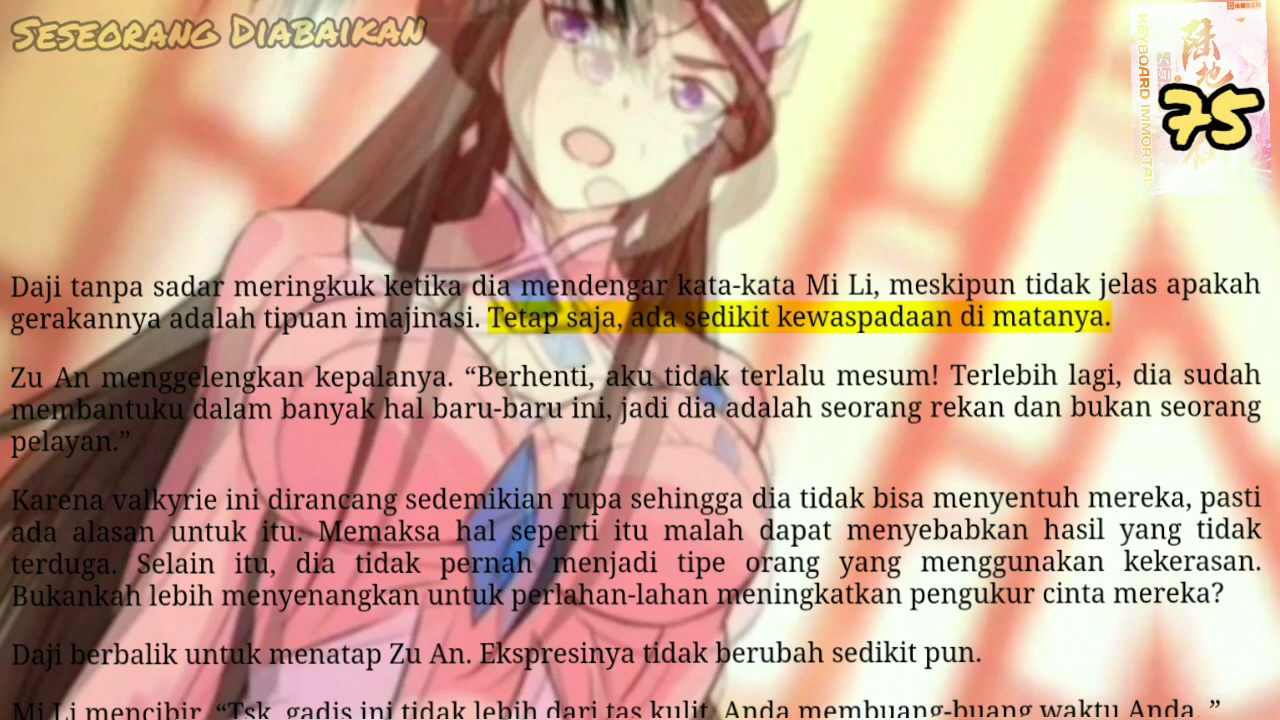 Seseorang Diabaikan
陆地
KEYBOARD IMMORTAL
75
Daji tanpa sadar meringkuk ketika dia mendengar kata-kata Mi Li, meskipun tidak jelas apakah
gerakannya adalah tipuan imajinasi. Tetap saja, ada sedikit kewaspadaan di matanya.
Zu An menggelengkan kepalanya. “Berhenti, aku tidak terlalu mesum! Terlebih lagi, dia sudah
membantuku dalam banyak hal baru-baru ini, jadi dia adalah seorang rekan dan bukan seorang
pelayan.”
Karena valkyrie ini dirancang sedemikian rupa sehingga dia tidak bisa menyentuh mereka, pasti
ada alasan untuk itu. Memaksa hal seperti itu malah dapat menyebabkan hasil yang tidak
terduga. Selain itu, dia tidak pernah menjadi tipe orang yang menggunakan kekerasan.
Bukankah lebih menyenangkan untuk perlahan-lahan meningkatkan pengukur cinta mereka?
Daji berbalik untuk menatap Zu An. Ekspresinya tidak berubah sedikit pun.
Mi Li mencibir. “Tsk, gadis ini tidak lebih dari tas kulit. Anda membuang-buang waktu Anda. ”